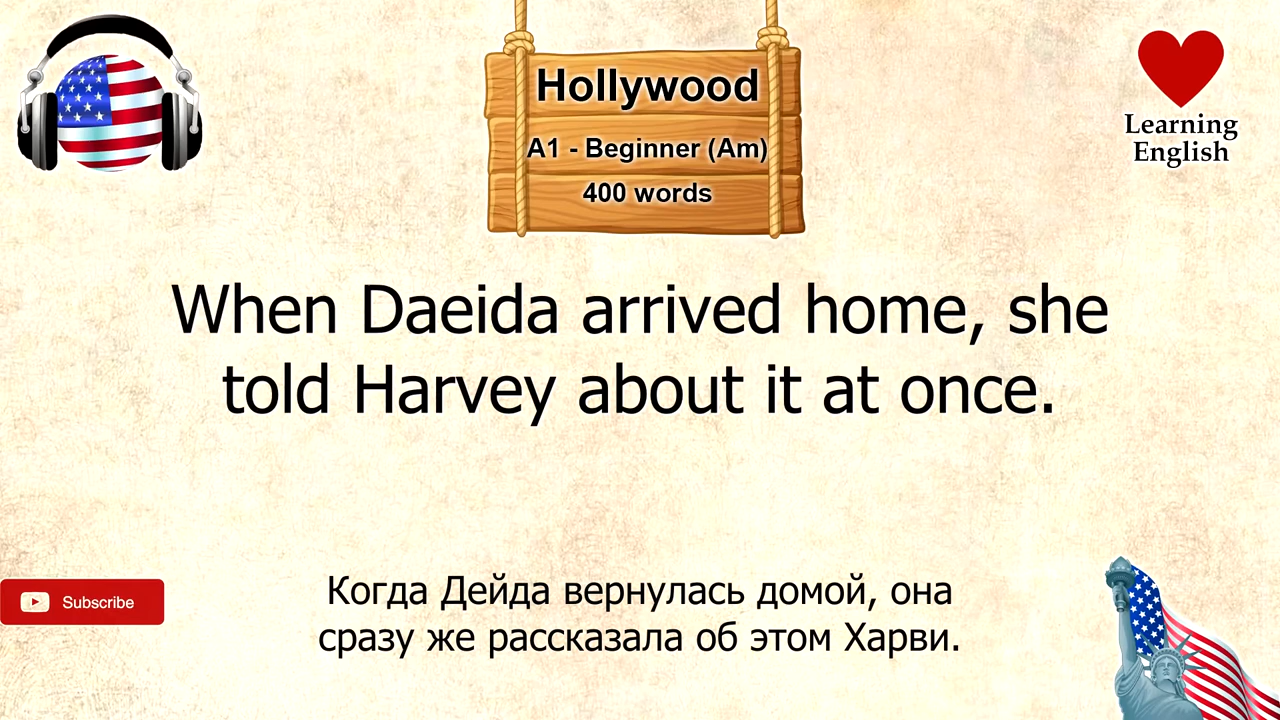 Hollywood
A1 - Beginner (Am)
400 words
Learning
English
When Daeida arrived home, she
told Harvey about it at once.
Subscribe
Когда Дейда вернулась домой, она
сразу же рассказала об этом Харви.